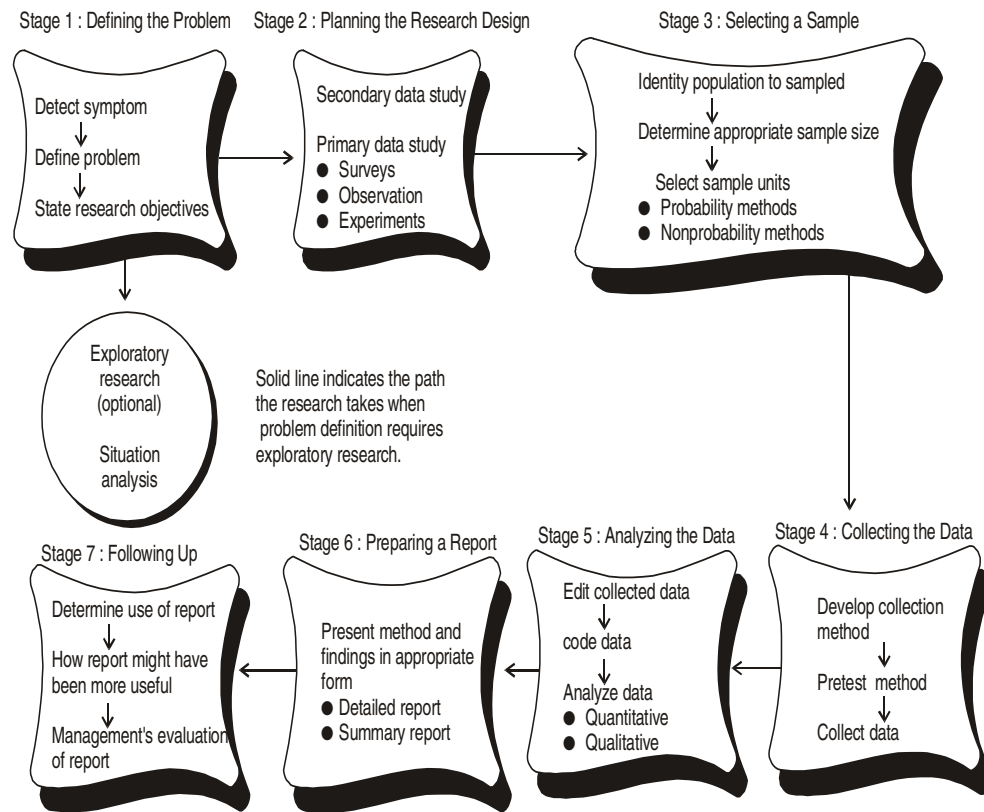 Stage 1 : Defining the Problem
Detect symptom
Define problem
State research objectives
Stage 2 : Planning the Research Design
Secondary data study
Primary data study
● Surveys
● Observation
● Experiments
Stage 3 : Selecting a Sample
Identity population to sampled
Determine appropriate sample size
Select sample units
● Probability methods
● Nonprobability methods
Exploratory
research
(optional)
Situation
analysis
Solid line indicates the path
the research takes when
problem definition requires
exploratory research.
Stage 4 : Collecting the Data
Develop collection
method
Pretest method
Collect data
Stage 5 : Analyzing the Data
Edit collected data
code data
Analyze data
● Quantitative
● Qualitative
Stage 6 : Preparing a Report
Present method and
findings in appropriate
form
● Detailed report
● Summary report
Stage 7 : Following Up
Determine use of report
How report might have
been more useful
Management's evaluation
of report